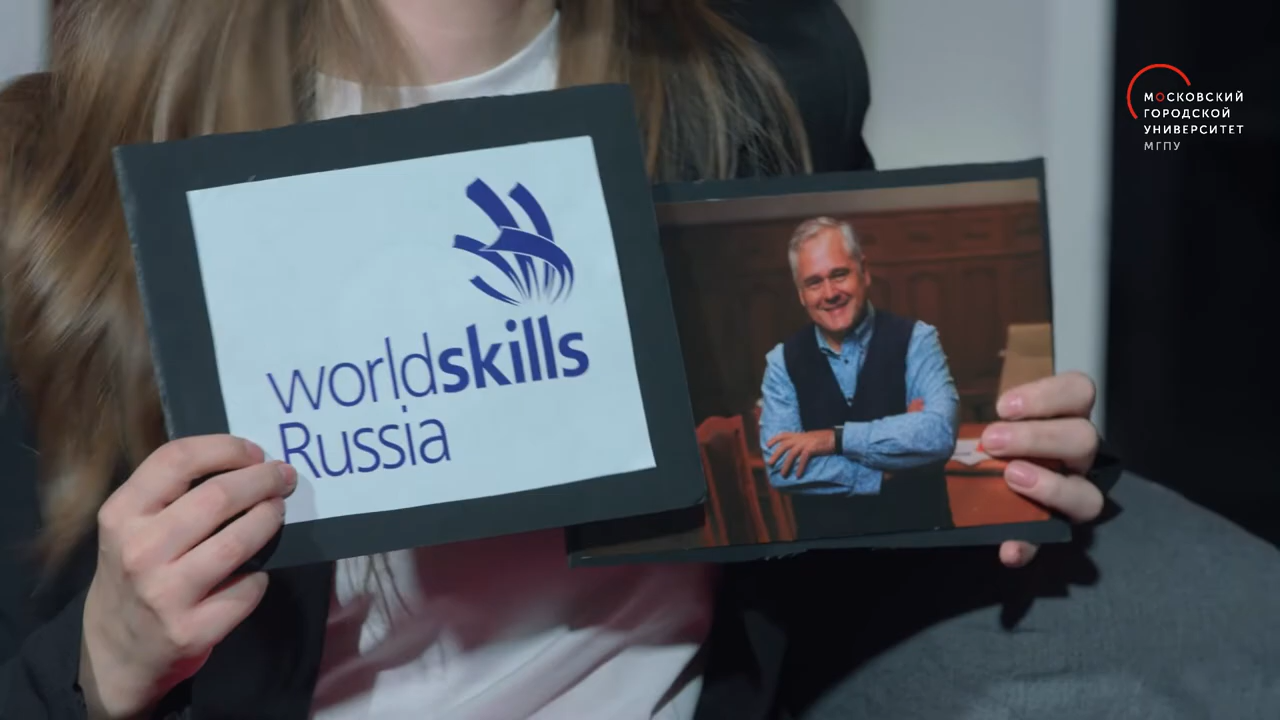 worldskills
Russia
МОСКОВСКИЙ
ГОРОДСКОЙ
УНИВЕРСИТЕТ
МГПУ